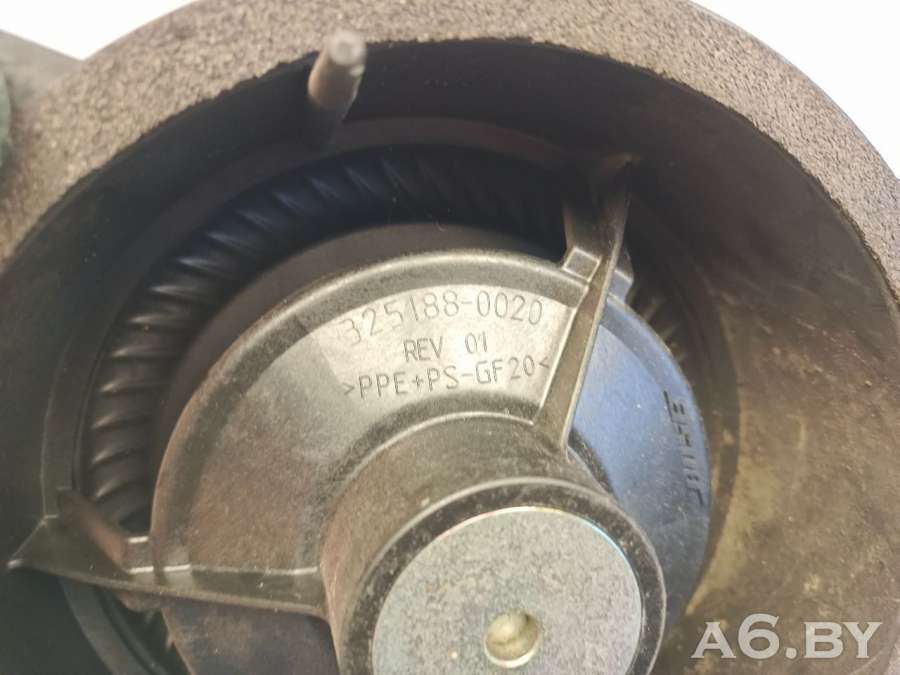 325188-0020
REV 01
>PPE+PS-GF20<
A6.BY